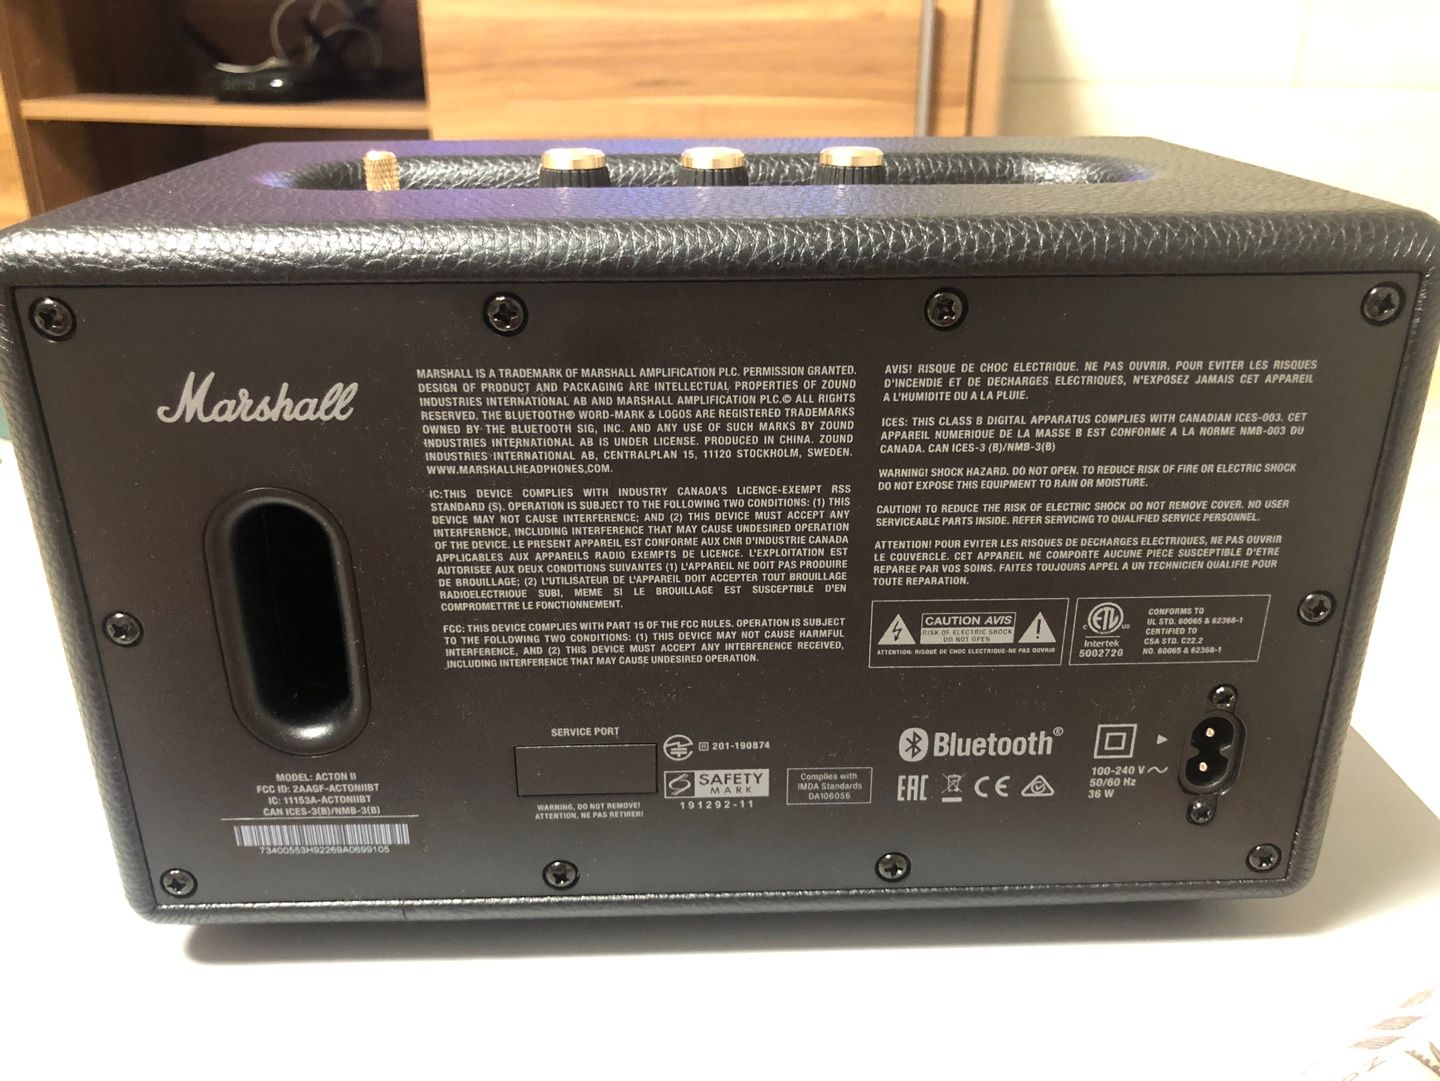 Marshall
MARSHALL IS A TRADEMARK OF MARSHALL AMPLIFICATION PLC. PERMISSION GRANTED.
DESIGN OF PRODUCT AND PACKAGING ARE INTELLECTUAL PROPERTIES OF ZOUND
INDUSTRIES INTERNATIONAL AB AND MARSHALL AMPLIFICATION PLC.© ALL RIGHTS
RESERVED. THE BLUETOOTH® WORD-MARK & LOGOS ARE REGISTERED TRADEMARKS
OWNED BY THE BLUETOOTH SIG, INC. AND ANY USE OF SUCH MARKS BY ZOUND
INDUSTRIES INTERNATIONAL AB IS UNDER LICENSE. PRODUCED IN CHINA. ZOUND
INDUSTRIES INTERNATIONAL AB, CENTRALPLAN 15, 11120 STOCKHOLM, SWEDEN.
WWW.MARSHALLHEADPHONES.COM.
IC:THIS DEVICE COMPLIES WITH INDUSTRY CANADA'S LICENCE-EXEMPT RSS
STANDARD (S). OPERATION IS SUBJECT TO THE FOLLOWING TWO CONDITIONS: (1) THIS
DEVICE MAY NOT CAUSE INTERFERENCE; AND (2) THIS DEVICE MUST ACCEPT ANY
INTERFERENCE, INCLUDING INTERFERENCE THAT MAY CAUSE UNDESIRED OPERATION
OF THE DEVICE. LE PRESENT APPAREIL EST CONFORME AUX CNR D'INDUSTRIE CANADA
APPLICABLES AUX APPAREILS RADIO EXEMPTS DE LICENCE. L'EXPLOITATION EST
AUTORISEE AUX DEUX CONDITIONS SUIVANTES (1) L'APPAREIL NE DOIT PAS PRODUIRE
DE BROUILLAGE; (2) L'UTILISATEUR DE L'APPAREIL DOIT ACCEPTER TOUT BROUILLAGE
RADIOELECTRIQUE SUBI, MEME SI LE BROUILLAGE EST SUSCEPTIBLE D'EN
COMPROMETTRE LE FONCTIONNEMENT.
FCC: THIS DEVICE COMPLIES WITH PART 15 OF THE FCC RULES. OPERATION IS SUBJECT
TO THE FOLLOWING TWO CONDITIONS: (1) THIS DEVICE MAY NOT CAUSE HARMFUL
INTERFERENCE, AND (2) THIS DEVICE MUST ACCEPT ANY INTERFERENCE RECEIVED,
INCLUDING INTERFERENCE THAT MAY CAUSE UNDESIRED OPERATION.
AVIS! RISQUE DE CHOC ELECTRIQUE. NE PAS OUVRIR. POUR EVITER LES RISQUES
D'INCENDIE ET DE DECHARGES ELECTRIQUES, N'EXPOSEZ JAMAIS CET APPAREIL
A L'HUMIDITE OU A LA PLUIE.
ICES: THIS CLASS B DIGITAL APPARATUS COMPLIES WITH CANADIAN ICES-003. CET
APPAREIL NUMERIQUE DE LA MASSE B EST CONFORME A LA NORME NMB-003 DU
CANADA. CAN ICES-3 (B)/NMB-3(B)
WARNING! SHOCK HAZARD. DO NOT OPEN. TO REDUCE RISK OF FIRE OR ELECTRIC SHOCK
DO NOT EXPOSE THIS EQUIPMENT TO RAIN OR MOISTURE.
CAUTION! TO REDUCE THE RISK OF ELECTRIC SHOCK DO NOT REMOVE COVER. NO USER
SERVICEABLE PARTS INSIDE. REFER SERVICING TO QUALIFIED SERVICE PERSONNEL.
ATTENTION! POUR EVITER LES RISQUES DE DECHARGES ELECTRIQUES, NE PAS OUVRIR
LE COUVERCLE. CET APPAREIL NE COMPORTE AUCUNE PIECE SUSCEPTIBLE D'ETRE
REPAREE PAR VOS SOINS. FAITES TOUJOURS APPEL A UN TECHNICIEN QUALIFIE POUR
TOUTE REPARATION.
CAUTION AVIS
RISK OF ELECTRIC SHOCK
DO NOT OPEN
ATTENTION: RISQUE DE CHOC ELECTRIQUE-NE PAS OUVRIR
C ETL US
Intertek
5002720
CONFORMS TO
UL STD. 60065 & 62368-1
CERTIFIED TO
CSA STD. C22.2
NO. 60065 & 62368-1
SERVICE PORT
WARNING, DO NOT REMOVE!
ATTENTION, NE PAS RETIRER!
R 201-190874
SAFETY
MARK
191292-11
Complies with
IMDA Standards
DA106056
Bluetooth®
EAC CE
100-240 V ~
50/60 Hz
36 W
MODEL: ACTON II
FCC ID: 2AAGF-ACTONIIBT
IC: 11153A-ACTONIIBT
CAN ICES-3(B)/NMB-3(B)
73400553H92269A0699105